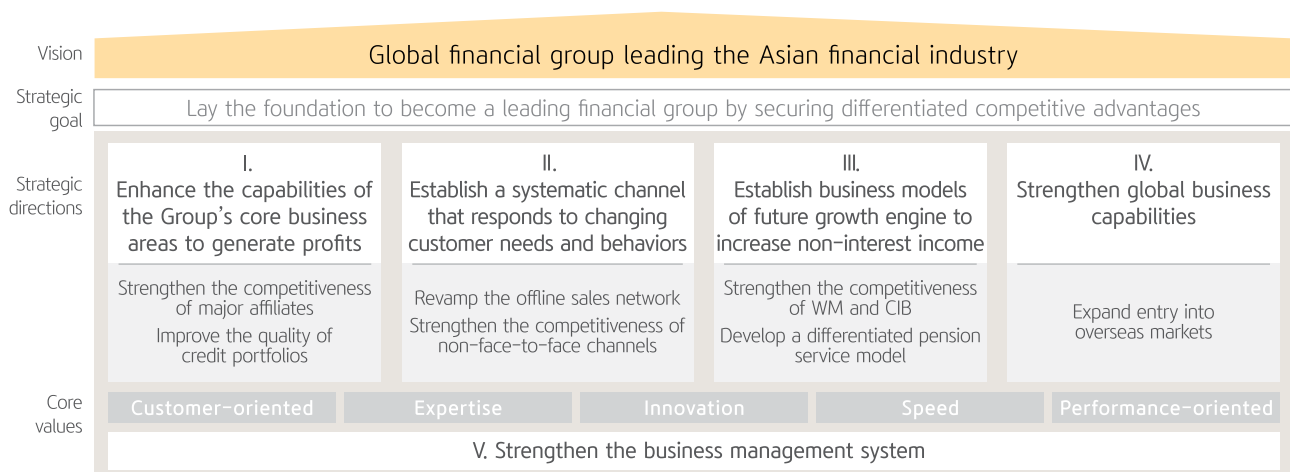 Vision
Global financial group leading the Asian financial industry
Strategic
goal
Lay the foundation to become a leading financial group by securing differentiated competitive advantages
Strategic
directions
I.
Enhance the capabilities of
the Group's core business
areas to generate profits
Strengthen the competitiveness
of major affiliates
Improve the quality of
credit portfolios
II.
Establish a systematic channel
that responds to changing
customer needs and behaviors
Revamp the offline sales network
Strengthen the competitiveness of
non-face-to-face channels
III.
Establish business models
of future growth engine to
increase non-interest income
Strengthen the competitiveness
of WM and CIB
Develop a differentiated pension
service model
IV.
Strengthen global business
capabilities
Expand entry into
overseas markets
Core
values
Customer-oriented
Expertise
Innovation
Speed
Performance-oriented
V. Strengthen the business management system